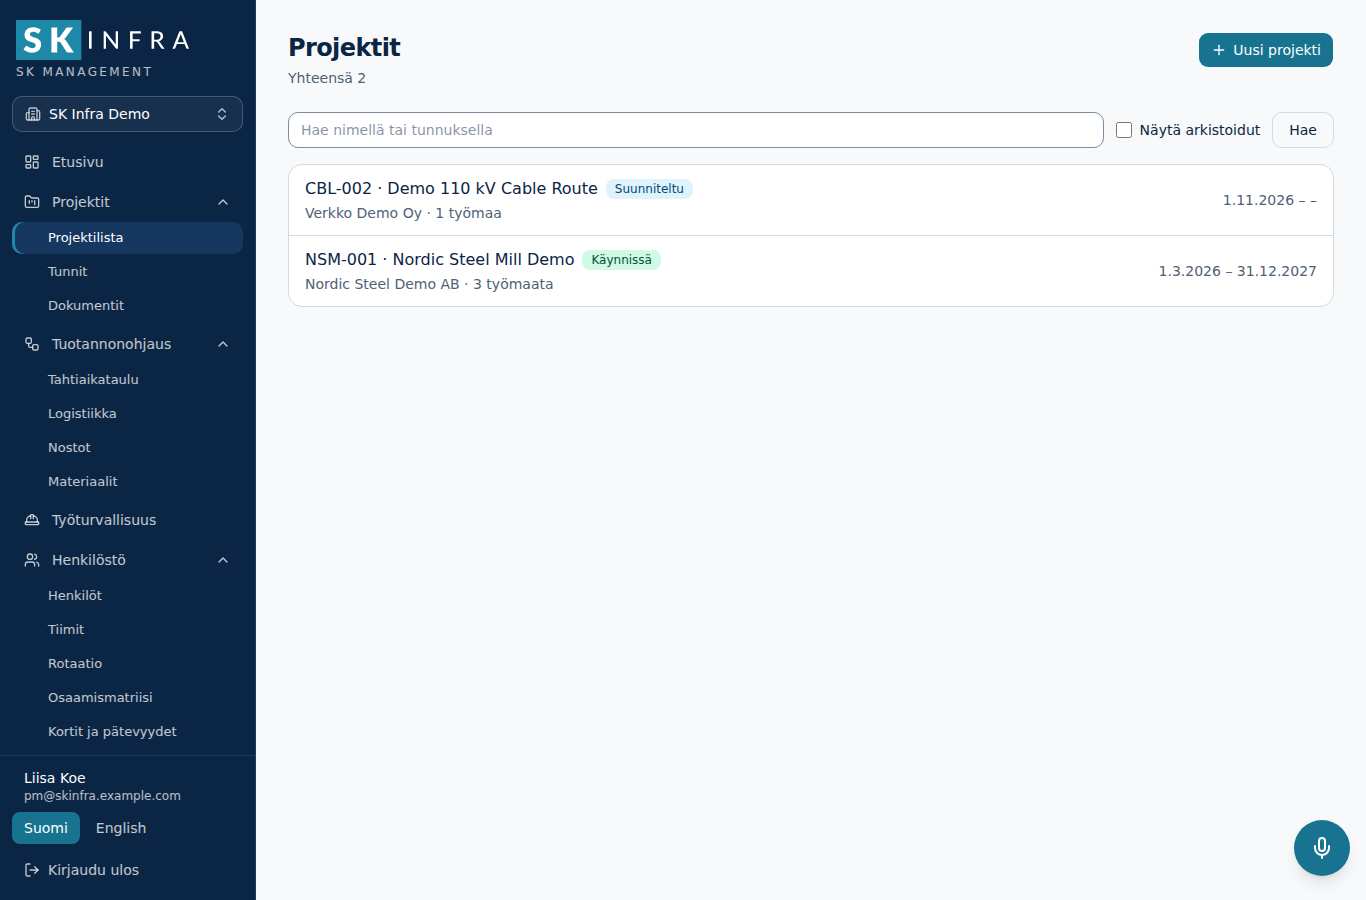 SK INFRA
SK MANAGEMENT
SK Infra Demo
Etusivu
Projektit
Projektilista
Tunnit
Dokumentit
Tuotannonohjaus
Tahtiaikataulu
Logistiikka
Nostot
Materiaalit
Työturvallisuus
Henkilöstö
Henkilöt
Tiimit
Rotaatio
Osaamismatriisi
Kortit ja pätevyydet
Liisa Koe
pm@skinfra.example.com
Suomi English
Kirjaudu ulos
Projektit
Yhteensä 2
Uusi projekti
Hae nimellä tai tunnuksella
Näytä arkistoidut
Hae
CBL-002 · Demo 110 kV Cable Route Suunniteltu
Verkko Demo Oy · 1 työmaa
1.11.2026 – –
NSM-001 · Nordic Steel Mill Demo Käynnissä
Nordic Steel Demo AB · 3 työmaata
1.3.2026 – 31.12.2027